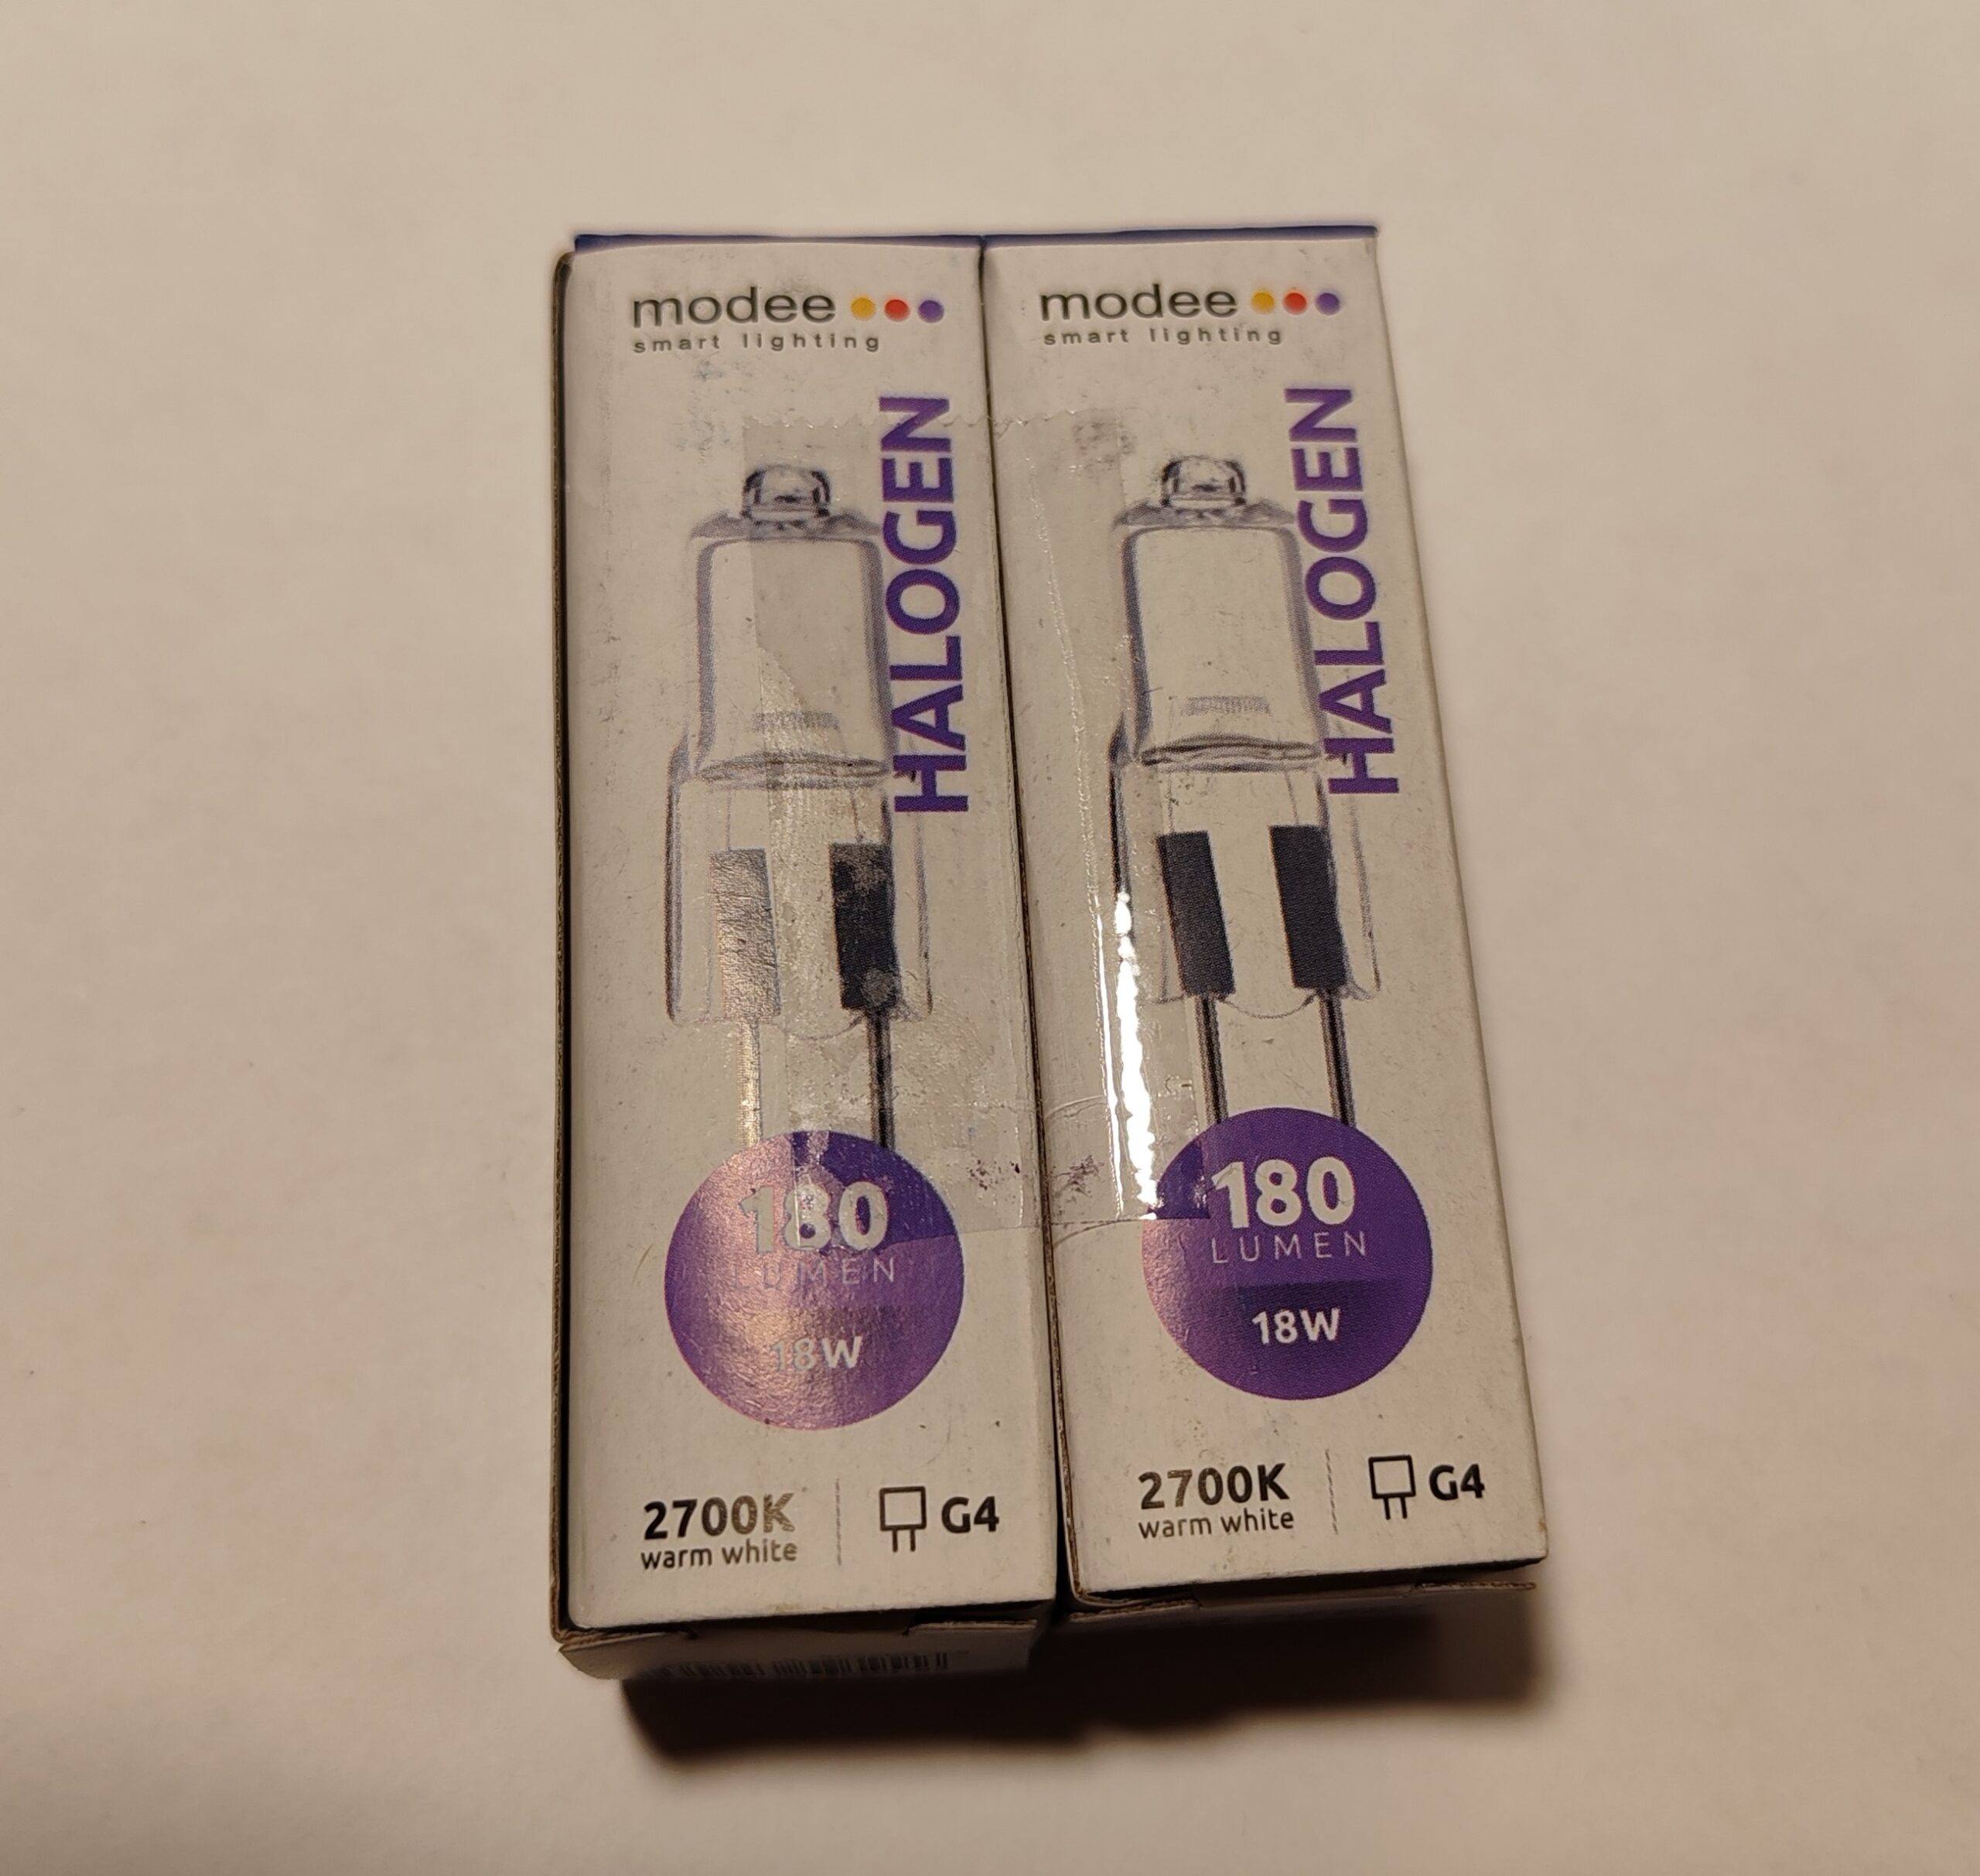 modee
smart lighting
HALOGEN
180
LUMEN
18W
2700K
warm white
G4
modee
smart lighting
HALOGEN
180
LUMEN
18W
2700K
warm white
G4